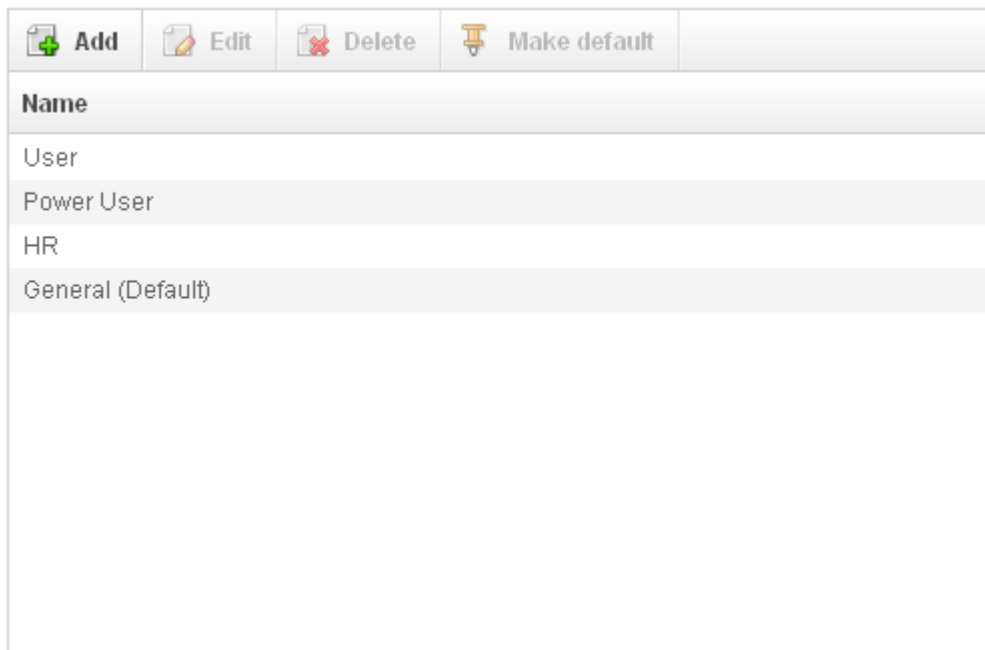 Add Edit Delete Make default
Name
User
Power User
HR
General (Default)